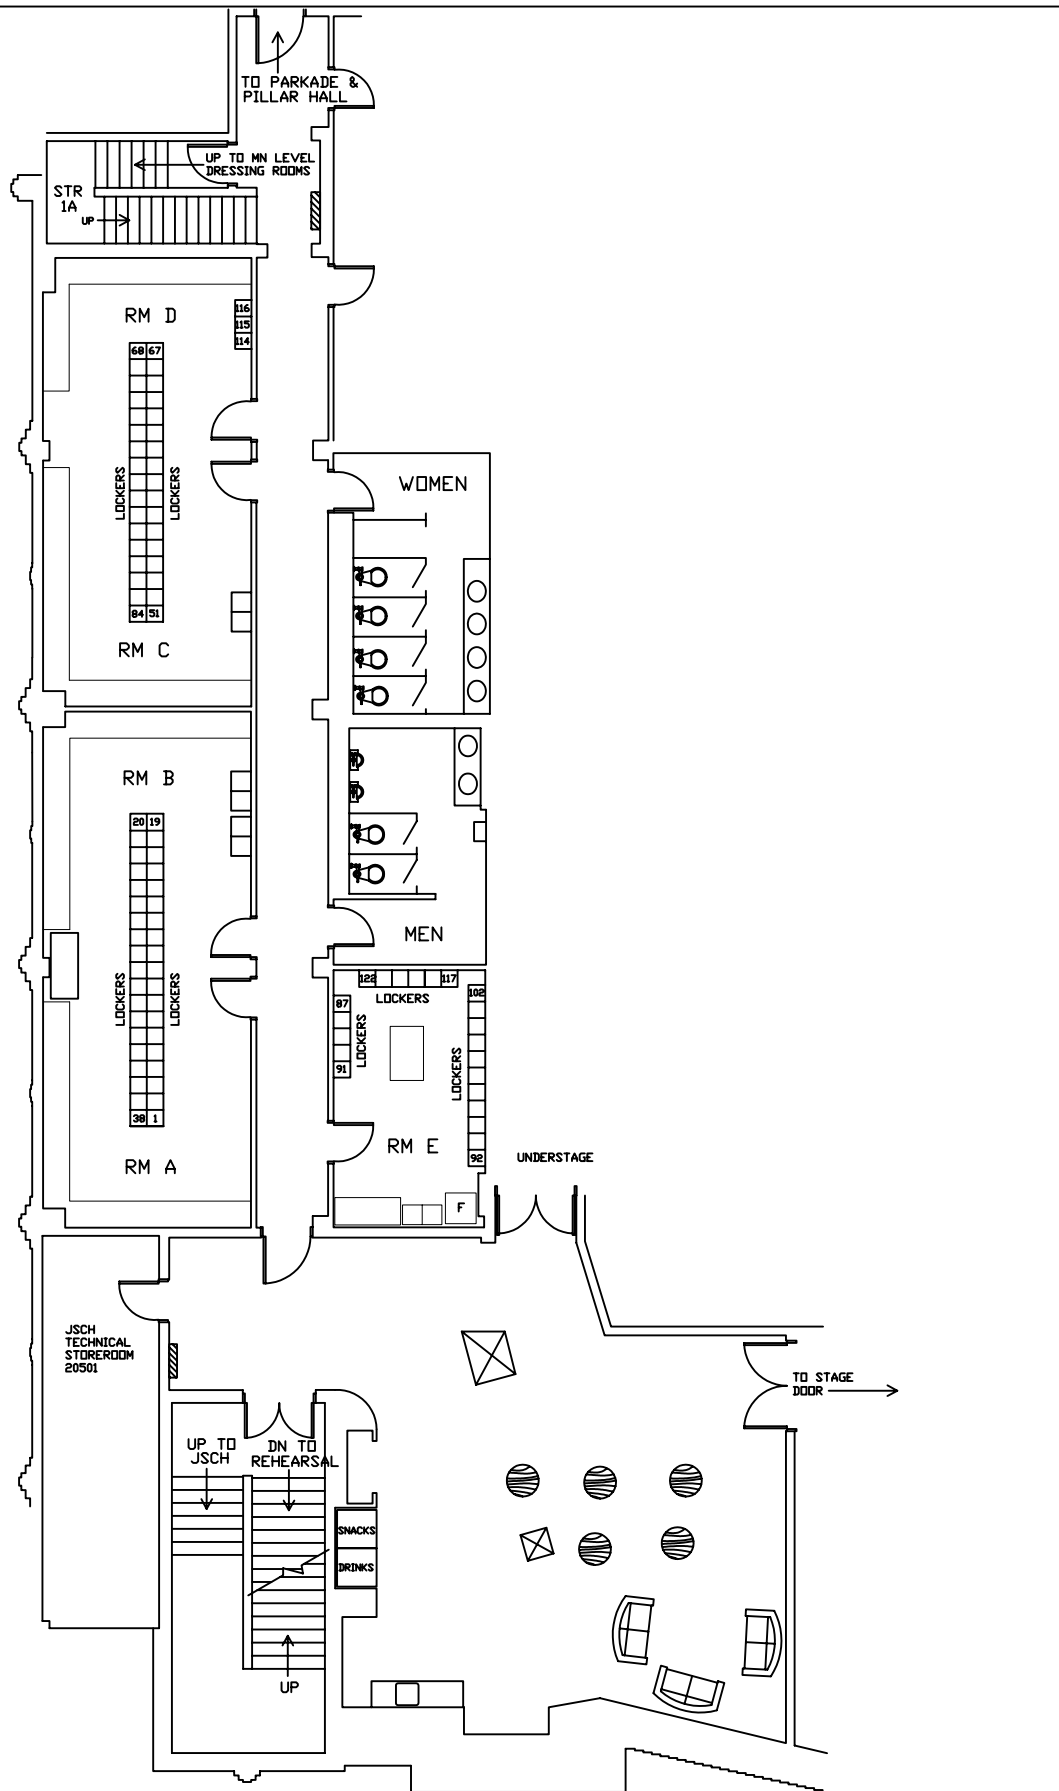 TO PARKADE &
PILLAR HALL
UP TO MN LEVEL
DRESSING ROOMS
STR
1A
UP
RM D
116
115
114
68 67
LOCKERS
LOCKERS
84 51
RM C
WOMEN
RM B
20 19
LOCKERS
LOCKERS
38 1
RM A
MEN
122
117
LOCKERS
102
87
LOCKERS
91
LOCKERS
RM E
92
F
UNDERSTAGE
JSCH
TECHNICAL
STOREROOM
20501
TO STAGE
DOOR
UP TO
JSCH
DN TO
REHEARSAL
SNACKS
DRINKS
UP